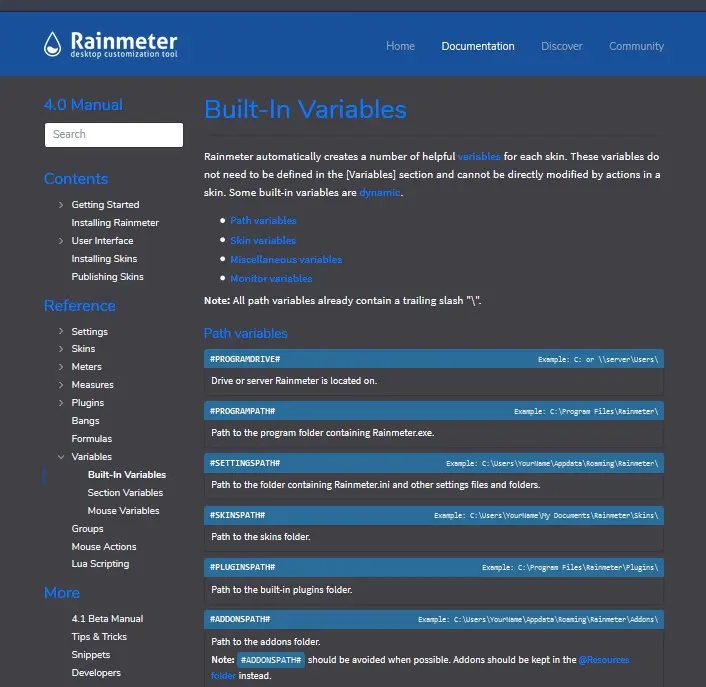 Rainmeter
desktop customization tool
Home
Documentation
Discover
Community
4.0 Manual
Search
Contents
Getting Started
Installing Rainmeter
User Interface
Installing Skins
Publishing Skins
Reference
Settings
Skins
Meters
Measures
Plugins
Bangs
Formulas
Variables
Built-In Variables
Section Variables
Mouse Variables
Groups
Mouse Actions
Lua Scripting
More
4.1 Beta Manual
Tips & Tricks
Snippets
Developers
Built-In Variables
Rainmeter automatically creates a number of helpful variables for each skin. These variables do
not need to be defined in the [Variables] section and cannot be directly modified by actions in a
skin. Some built-in variables are dynamic.
Path variables
Skin variables
Miscellaneous variables
Monitor variables
Note: All path variables already contain a trailing slash "\".
Path variables
#PROGRAMDRIVE# Example: C: or \\server\Users\
Drive or server Rainmeter is located on.
#PROGRAMPATH# Example: C:\Program Files\Rainmeter\
Path to the program folder containing Rainmeter.exe.
#SETTINGSPATH# Example: C:\Users\YourName\Appdata\Roaming\Rainmeter\
Path to the folder containing Rainmeter.ini and other settings files and folders.
#SKINSPATH# Example: C:\Users\YourName\My Documents\Rainmeter\Skins\
Path to the skins folder.
#PLUGINSPATH# Example: C:\Program Files\Rainmeter\Plugins\
Path to the built-in plugins folder.
#ADDONSPATH# Example: C:\Users\YourName\Appdata\Roaming\Rainmeter\Addons\
Path to the addons folder.
Note: #ADDONSPATH# should be avoided when possible. Addons should be kept in the @Resources
folder instead.